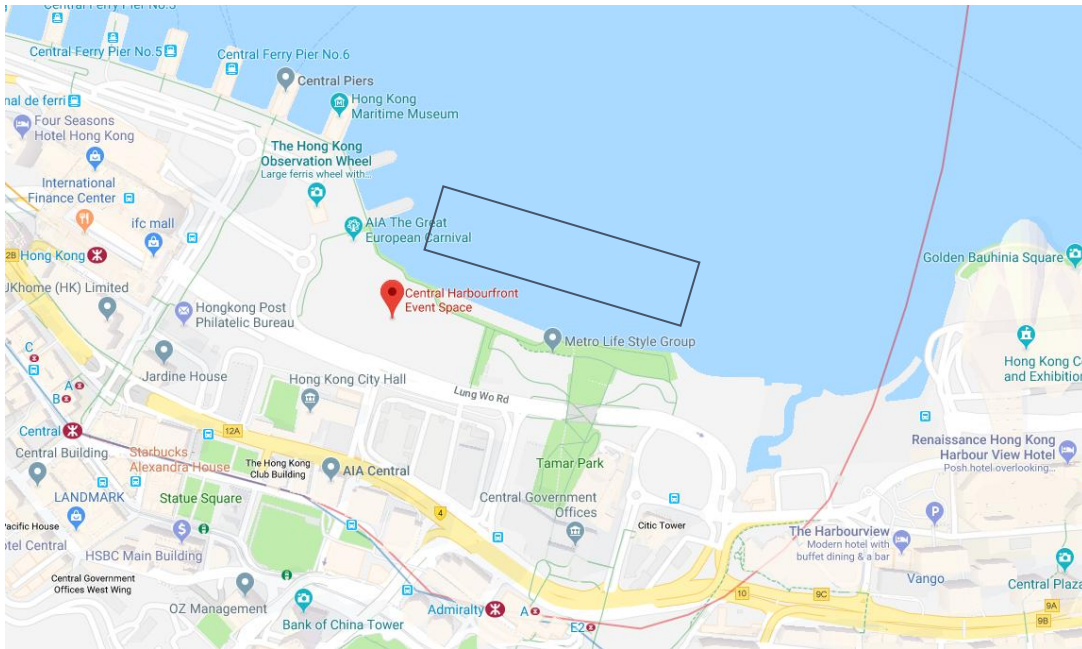 Central Ferry Pier No.5
Central Ferry Pier No.6
Central Piers
nal de ferri
Hong Kong
Maritime Museum
Four Seasons
Hotel Hong Kong
The Hong Kong
Observation Wheel
Large ferris wheel with...
International
Finance Center
ifc mall
AIA The Great
European Carnival
2B
Hong Kong
Golden Bauhinia Square
Central Harbourfront
Event Space
UKhome (HK) Limited
Hongkong Post
Philatelic Bureau
Metro Life Style Group
Hong Kong C
and Exhibition
C
Jardine House
Hong Kong City Hall
Lung Wo Rd
A
B
Central
12A
Central Building
Starbucks
Alexandra House
The Hong Kong
Club Building
AIA Central
Tamar Park
Renaissance Hong Kong
Harbour View Hotel
Posh hotel overlooking...
LANDMARK
Statue Square
4
Central Government
Offices
Citic Tower
P
Pacific House
otel Central
HSBC Main Building
The Harbourview
Modern hotel with
buffet dining & a bar
Central Government
Offices West Wing
OZ Management
Vango
Central Plaza
Bank of China Tower
Admiralty
A
E2
10
9C
9A
9B